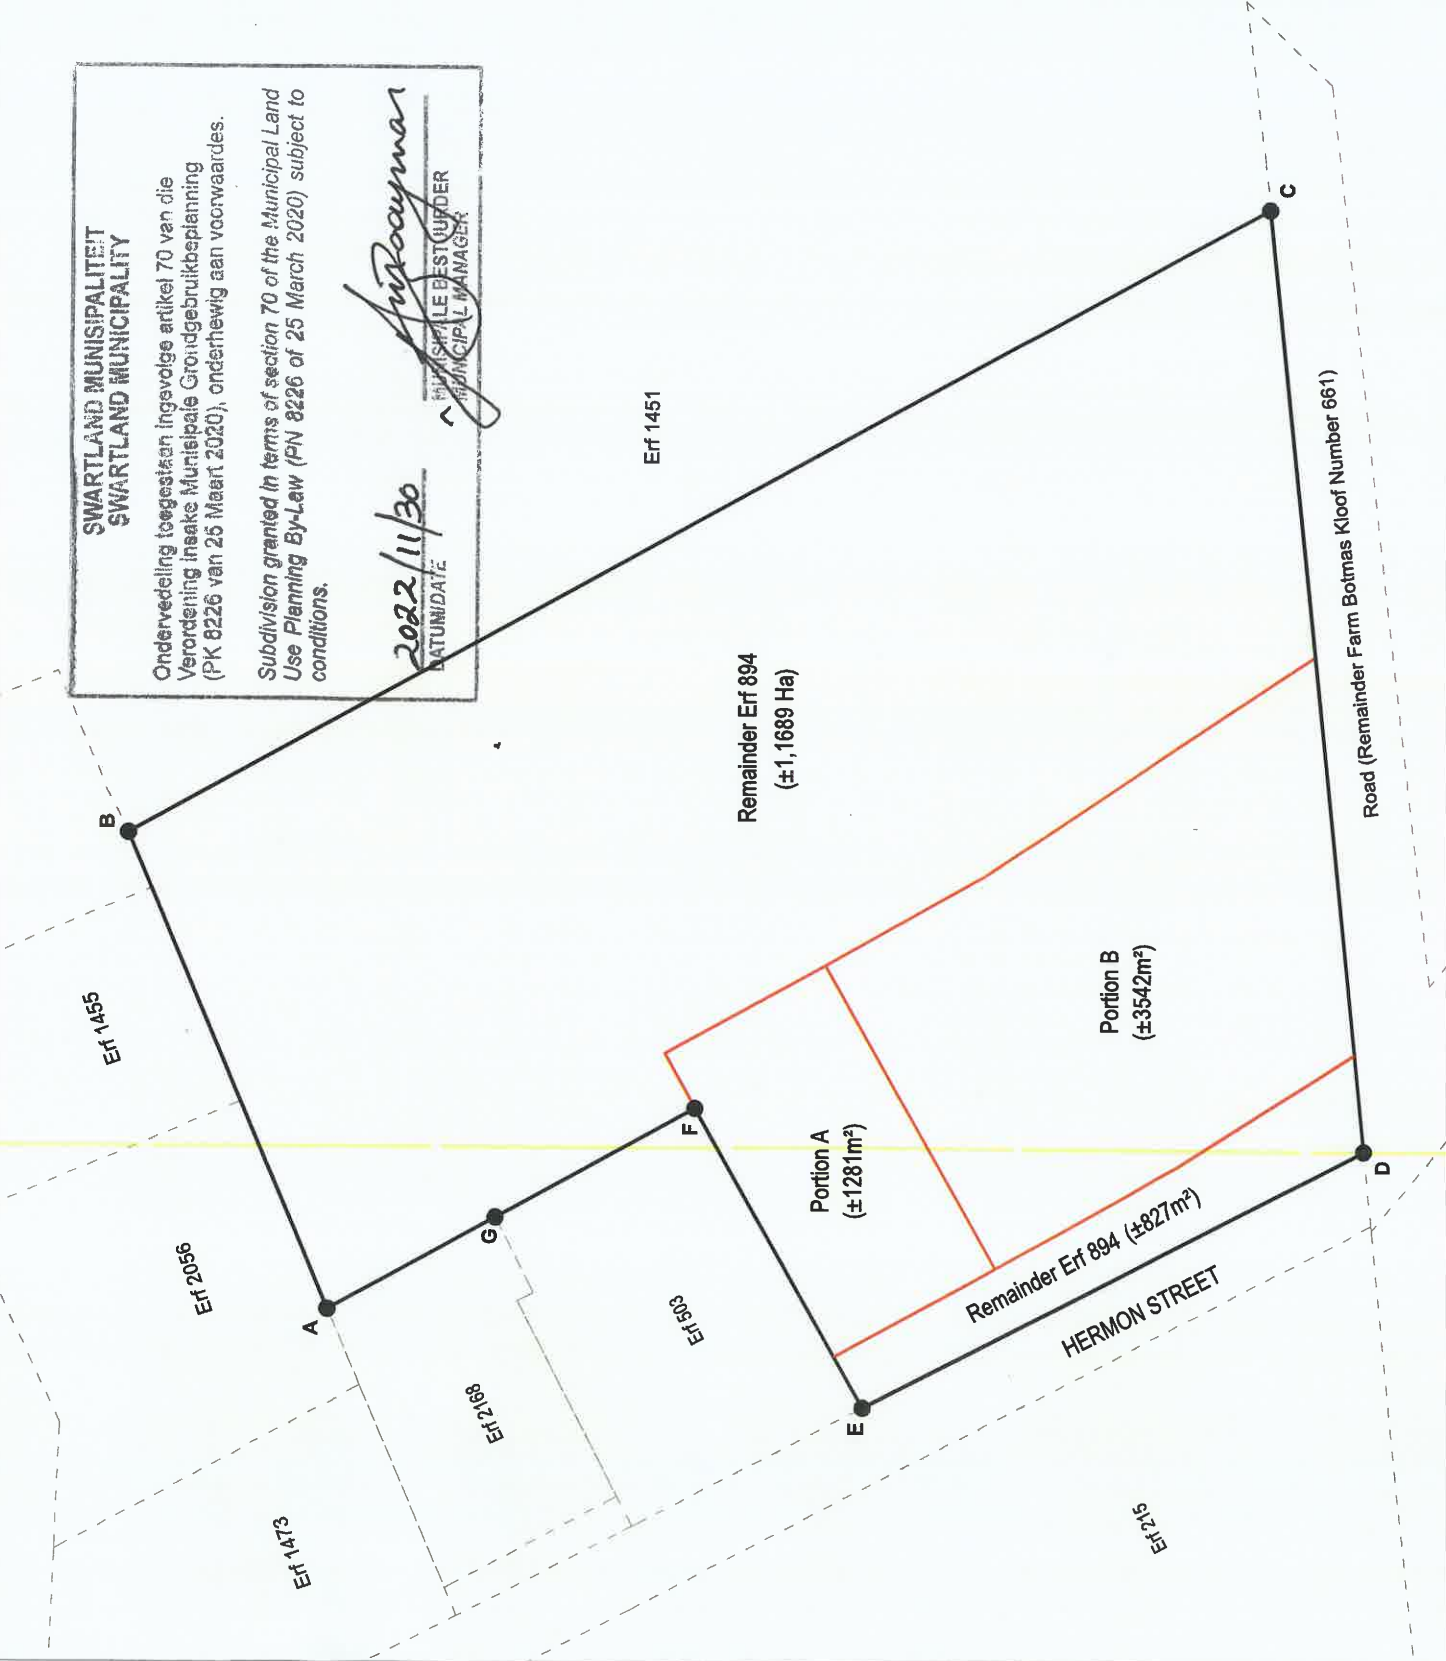 SWARTLAND MUNISIPALITEIT
SWARTLAND MUNICIPALITY
Ondervedeling toegestaan ingevolge artikel 70 van die
Verordening insake Munisipale Grondgebruikbeplanning
(PK 8226 van 25 Maart 2020), onderhewig aan voorwaardes.
Subdivision granted in terms of section 70 of the Municipal Land
Use Planning By-Law (PN 8226 of 25 March 2020) subject to
conditions.
2022/11/30
DATUM/DATE
^
MUNISIPALE BESTUURDER
MUNICIPAL MANAGER
B
Erf 1455
Erf 2056
A
Erf 1473
Erf 2168
G
Erf 503
F
Erf 1451
Remainder Erf 894
(±1,1689 Ha)
Portion A
(±1281m²)
Portion B
(±3542m²)
E
Remainder Erf 894 (±827m²)
HERMON STREET
Erf 215
D
Road (Remainder Farm Botmas Kloof Number 661)
C